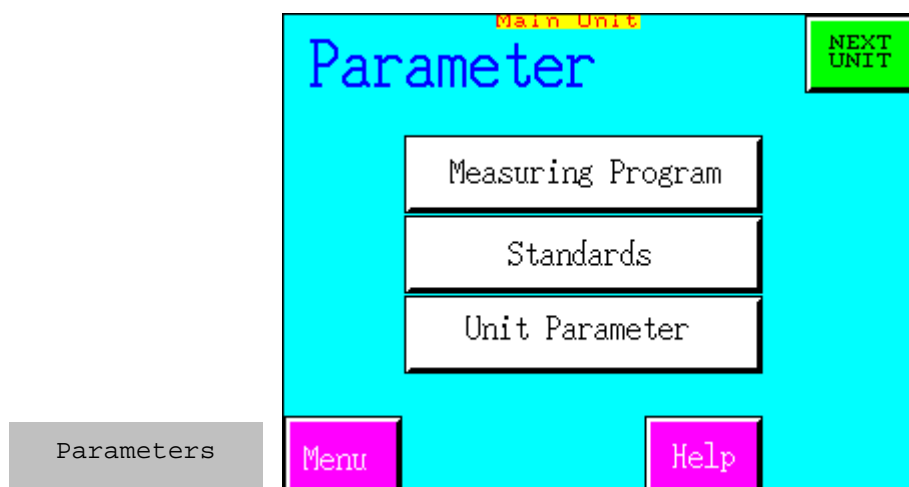 Main Unit
Parameter
NEXT
UNIT
Measuring Program
Standards
Unit Parameter
Parameters
Menu
Help